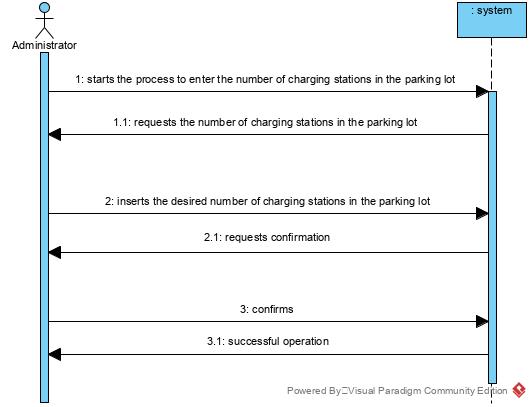 : system
Administrator
1: starts the process to enter the number of charging stations in the parking lot
1.1: requests the number of charging stations in the parking lot
2: inserts the desired number of charging stations in the parking lot
2.1: requests confirmation
3: confirms
3.1: successful operation
Powered By Visual Paradigm Community Edition